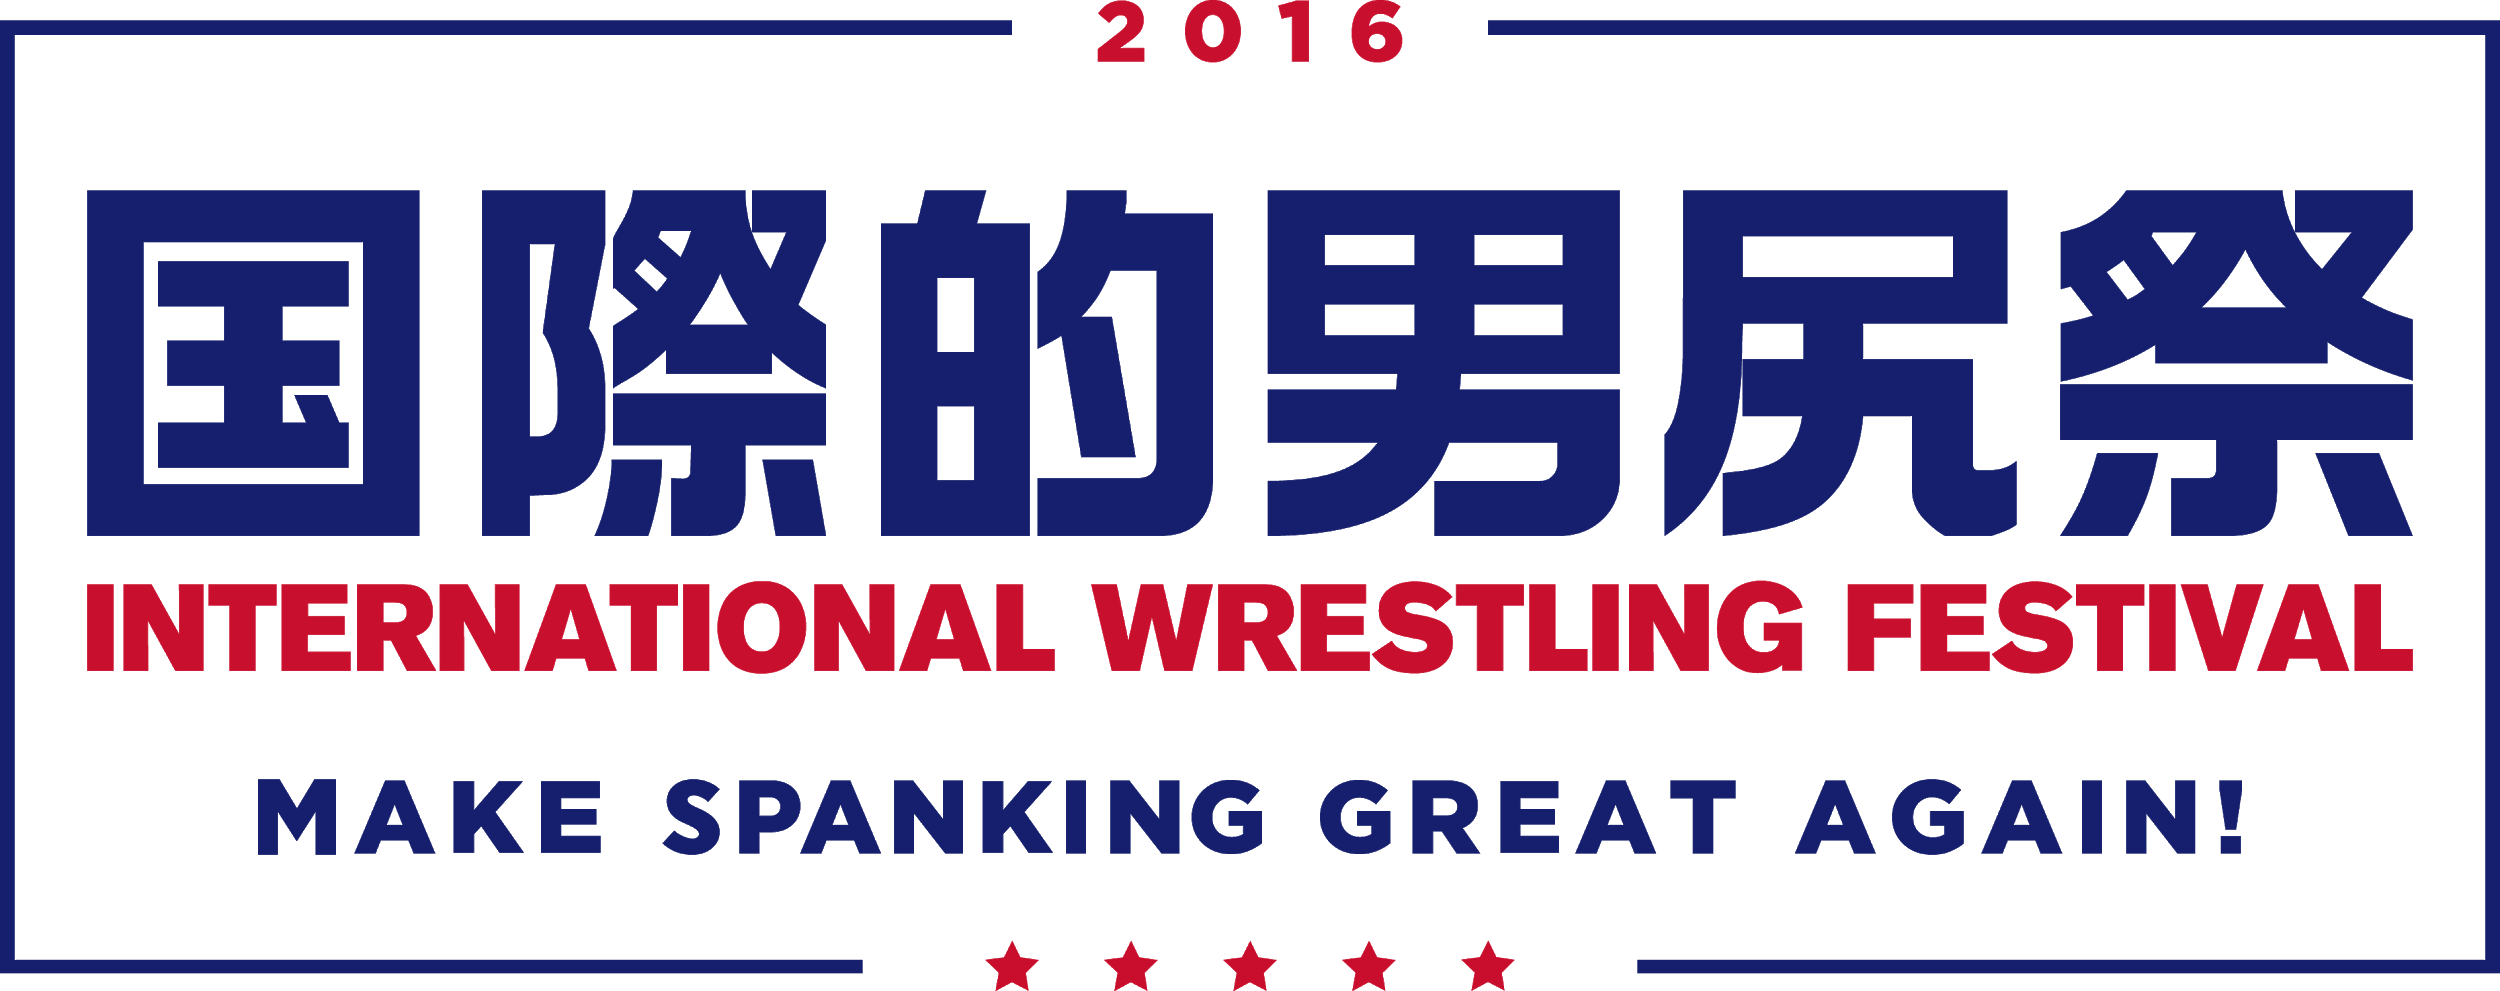 2016
国際的男尻祭
INTERNATIONAL WRESTLING FESTIVAL
MAKE SPANKING GREAT AGAIN!